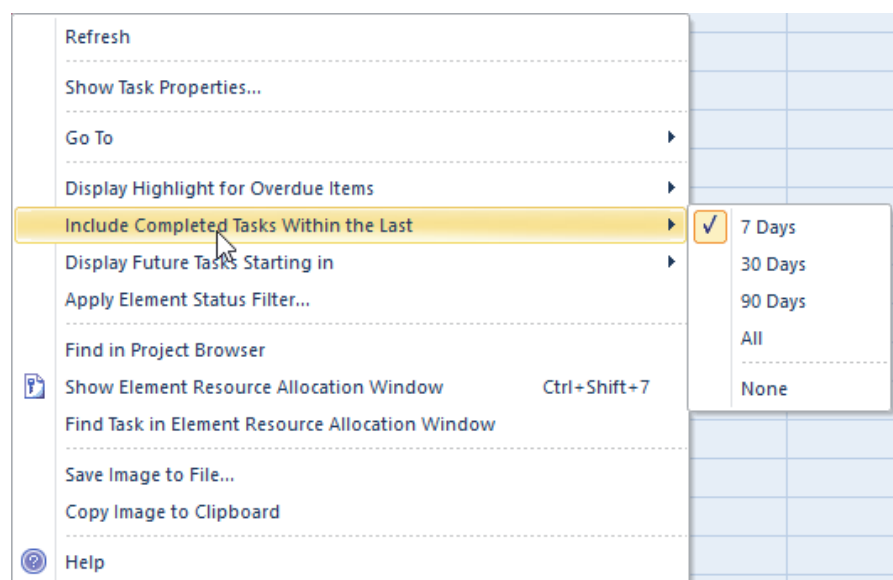 Refresh
Show Task Properties...
Go To
Display Highlight for Overdue Items
Include Completed Tasks Within the Last
Display Future Tasks Starting in
Apply Element Status Filter...
Find in Project Browser
Show Element Resource Allocation Window Ctrl+Shift+7
Find Task in Element Resource Allocation Window
Save Image to File...
Copy Image to Clipboard
Help
7 Days
30 Days
90 Days
All
None